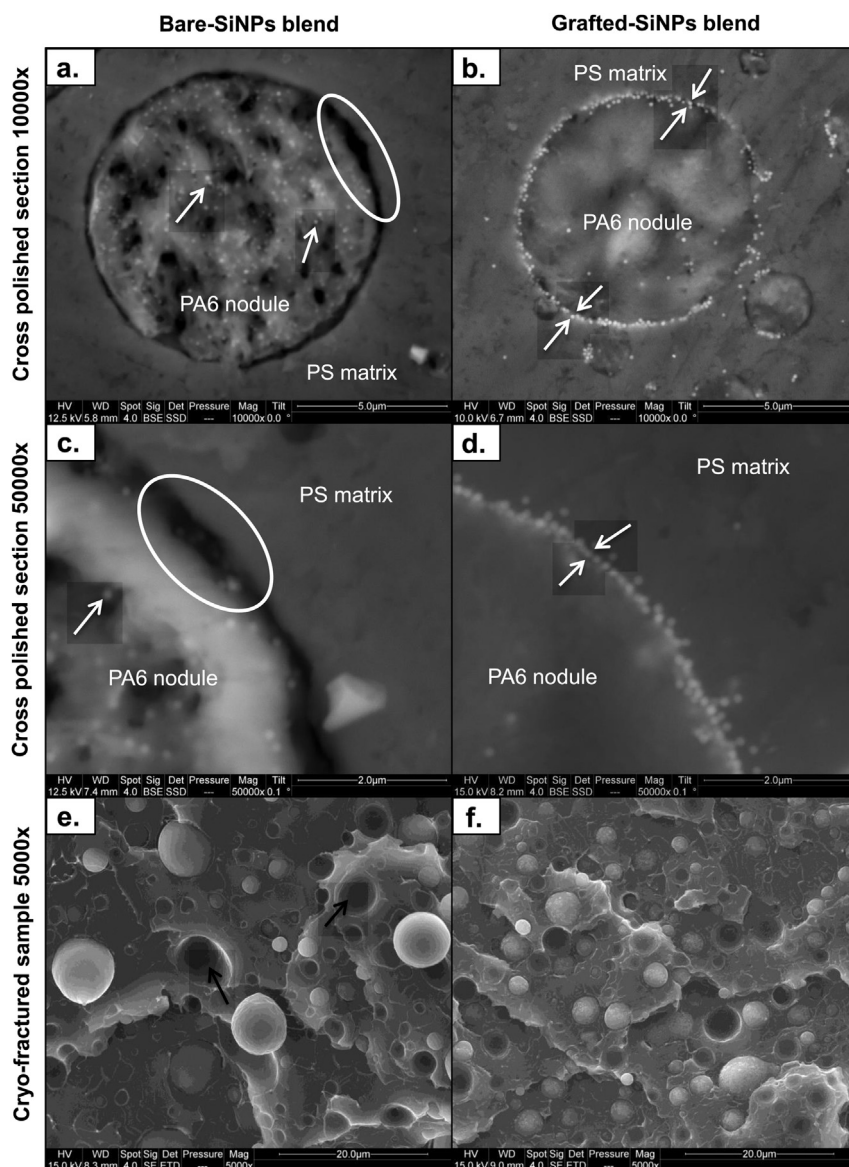 Bare-SiNPs blend
Grafted-SiNPs blend
Cross polished section 10000x
a.
PA6 nodule
PS matrix
HV WD Spot Sig Det Pressure Mag Tilt
12.5 kV 5.8 mm 4.0 BSE SSD --- 10000x 0.0 ° 5.0µm
b.
PS matrix
PA6 nodule
HV WD Spot Sig Det Pressure Mag Tilt
10.0 kV 6.7 mm 4.0 BSE SSD --- 10000x 0.0 ° 5.0µm
Cross polished section 50000x
c.
PS matrix
PA6 nodule
HV WD Spot Sig Det Pressure Mag Tilt
12.5 kV 7.4 mm 4.0 BSE SSD --- 50000x 0.1 ° 2.0µm
d.
PS matrix
PA6 nodule
HV WD Spot Sig Det Pressure Mag Tilt
15.0 kV 8.2 mm 4.0 BSE SSD --- 50000x 0.1 ° 2.0µm
Cryo-fractured sample 5000x
e.
HV WD Spot Sig Det Pressure Mag
15.0 kV 8.3 mm 4.0 SE ETD --- 5000x 20.0µm
f.
HV WD Spot Sig Det Pressure Mag
15.0 kV 9.0 mm 4.0 SE ETD --- 5000x 20.0µm